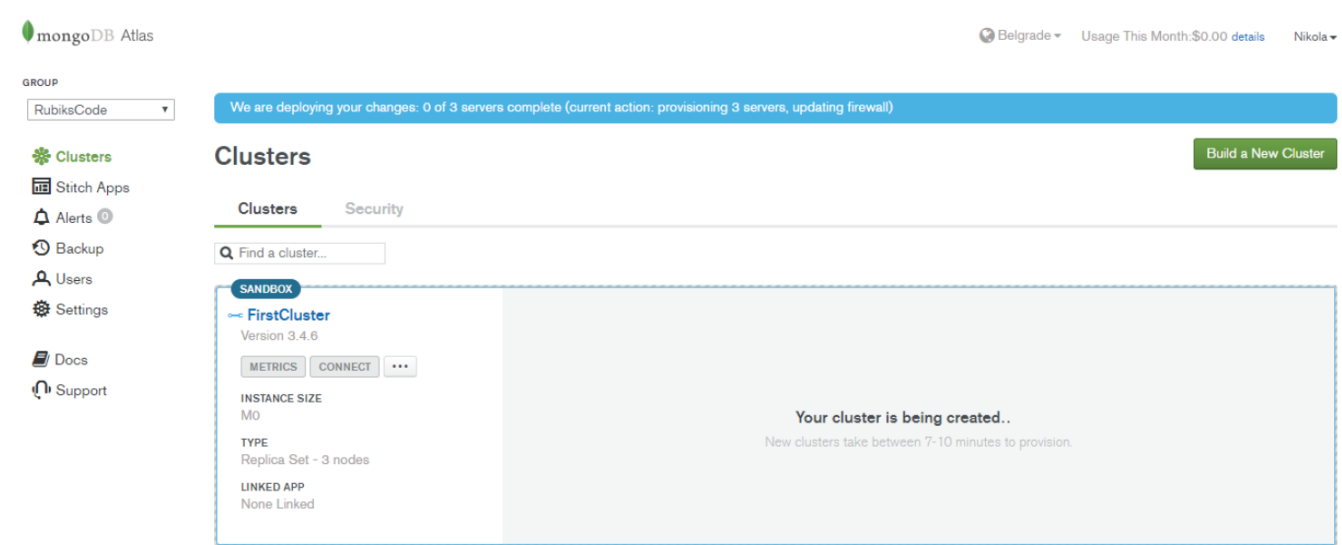 mongoDB Atlas
Belgrade
Usage This Month:$0.00 details
Nikola
GROUP
RubiksCode
We are deploying your changes: 0 of 3 servers complete (current action: provisioning 3 servers, updating firewall)
Clusters
Stitch Apps
Alerts 0
Backup
Users
Settings
Docs
Support
Clusters
Build a New Cluster
Clusters
Security
Find a cluster...
SANDBOX
FirstCluster
Version 3.4.6
METRICS
CONNECT
...
INSTANCE SIZE
M0
TYPE
Replica Set - 3 nodes
LINKED APP
None Linked
Your cluster is being created..
New clusters take between 7-10 minutes to provision.